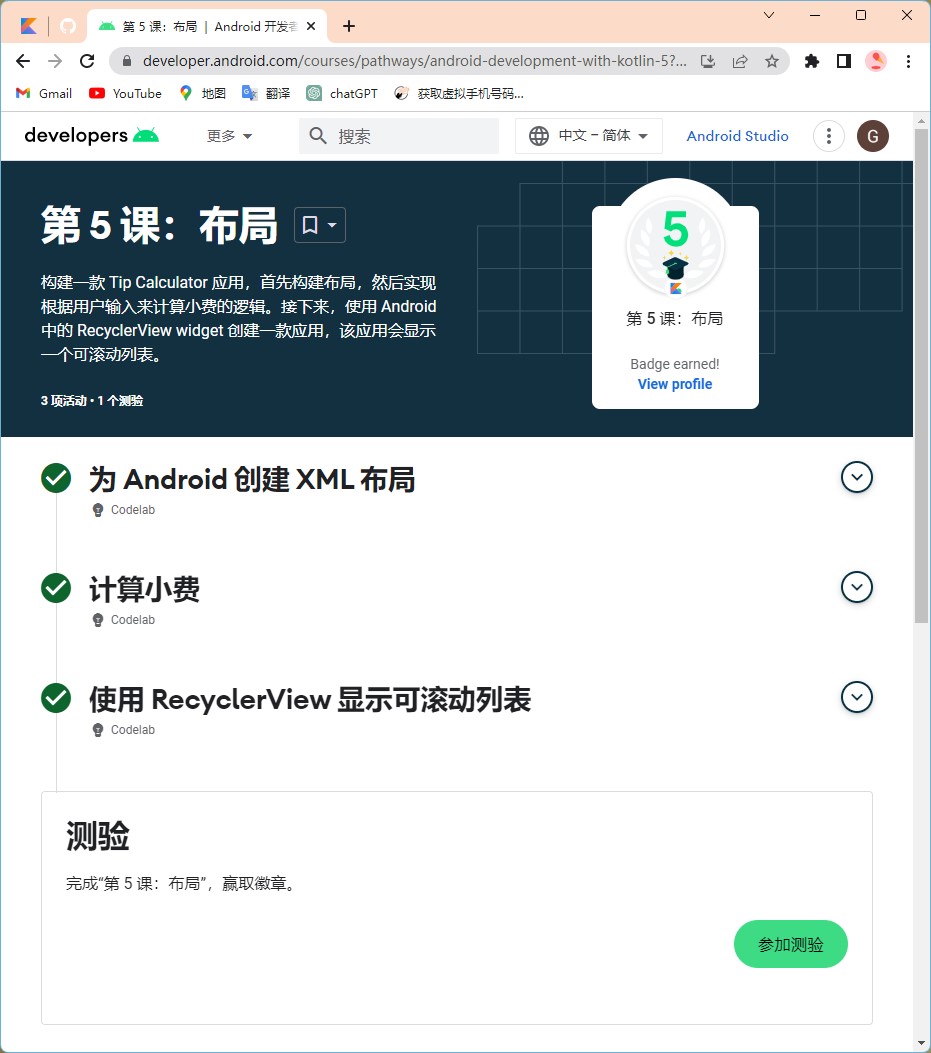 第 5 课：布局 | Android 开发者
developer.android.com/courses/pathways/android-development-with-kotlin-5?...
Gmail
YouTube
地图
翻译
chatGPT
获取虚拟手机号码...
developers
更多
搜索
中文 – 简体
Android Studio
G
第 5 课：布局
构建一款 Tip Calculator 应用，首先构建布局，然后实现
根据用户输入来计算小费的逻辑。接下来，使用 Android
中的 RecyclerView widget 创建一款应用，该应用会显示
一个可滚动列表。
3 项活动 • 1 个测验
5
第 5 课：布局
Badge earned!
View profile
为 Android 创建 XML 布局
Codelab
计算小费
Codelab
使用 RecyclerView 显示可滚动列表
Codelab
测验
完成“第 5 课：布局”，赢取徽章。
参加测验